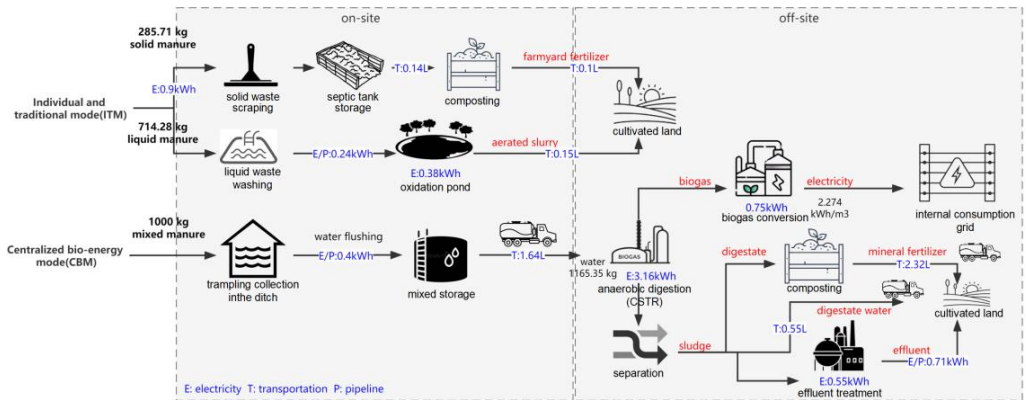 on-site
off-site
285.71 kg
solid manure
E:0.9kWh
Individual and
traditional mode(ITM)
714.28 kg
liquid manure
solid waste
scraping
septic tank
storage
T:0.14L
composting
farmyard fertilizer
T:0.1L
cultivated land
liquid waste
washing
E/P:0.24kWh
E:0.38kWh
oxidation pond
aerated slurry
T:0.15L
1000 kg
mixed manure
Centralized bio-energy
mode(CBM)
trampling collection
inthe ditch
water flushing
E/P:0.4kWh
mixed storage
T:1.64L
water
1165.35 kg
BIOGAS
E:3.16kWh
anaerobic digestion
(CSTR)
biogas
0.75kWh
biogas conversion
electricity
2.274
kWh/m3
internal consumption
grid
digestate
composting
mineral fertilizer
T:2.32L
cultivated land
digestate water
T:0.55L
separation
sludge
E:0.55kWh
effluent treatment
effluent
E/P:0.71kWh
E: electricity T: transportation P: pipeline